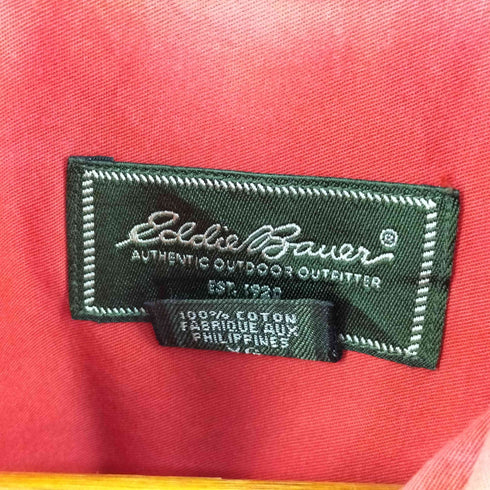 Eddie Bauer®
AUTHENTIC OUTDOOR OUTFITTER
EST. 1920
100% COTON
FABRIQUE AUX
PHILIPPINES